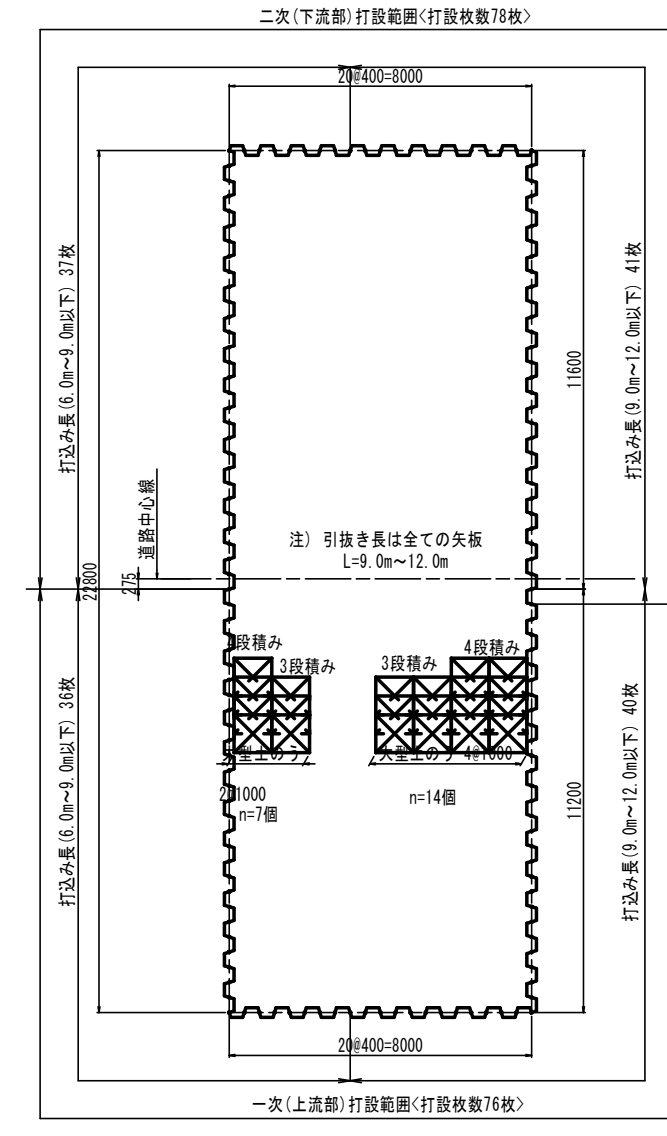 二次(下流部)打設範囲<打設枚数78枚>
20@400=8000
打込み長(6.0m～9.0m以下) 37枚
打込み長(9.0m～12.0m以下) 41枚
11600
道路中心線
注) 引抜き長は全ての矢板
L=9.0m～12.0m
22800
275
4段積み
3段積み
3段積み
4段積み
大型土のう
2@1000
n=7個
大型土のう 4@1000
n=14個
打込み長(6.0m～9.0m以下) 36枚
打込み長(9.0m～12.0m以下) 40枚
11200
20@400=8000
一次(上流部)打設範囲<打設枚数76枚>